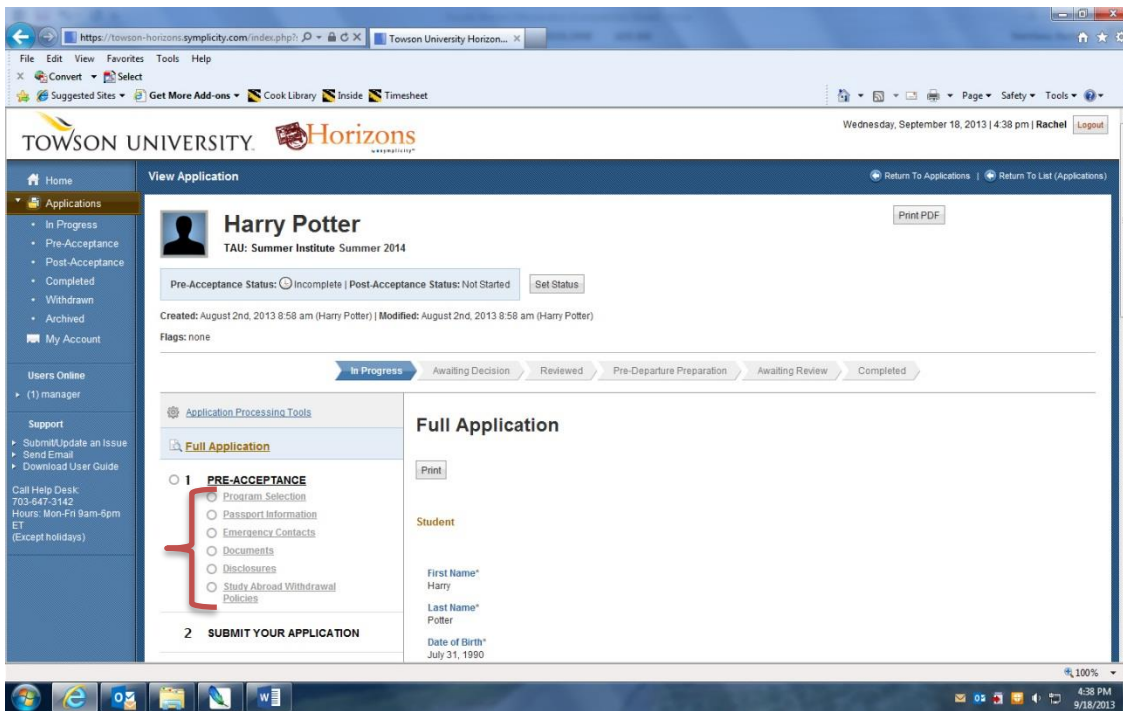 https://towson-horizons.symplicity.com/index.php?:
Towson University Horizon...
File Edit View Favorites Tools Help
Convert Select
Suggested Sites Get More Add-ons Cook Library Inside Timesheet
Page Safety Tools
TOWSON UNIVERSITY. Horizons
by symplicity
Wednesday, September 18, 2013 | 4:38 pm | Rachel Logout
Home
Applications
In Progress
Pre-Acceptance
Post-Acceptance
Completed
Withdrawn
Archived
My Account
Users Online
(1) manager
Support
Submit/Update an Issue
Send Email
Download User Guide
Call Help Desk:
703-647-3142
Hours: Mon-Fri 9am-6pm
ET
(Except holidays)
View Application
Return To Applications | Return To List (Applications)
Harry Potter
TAU: Summer Institute Summer 2014
Print PDF
Pre-Acceptance Status: Incomplete | Post-Acceptance Status: Not Started
Set Status
Created: August 2nd, 2013 8:58 am (Harry Potter) | Modified: August 2nd, 2013 8:58 am (Harry Potter)
Flags: none
In Progress Awaiting Decision Reviewed Pre-Departure Preparation Awaiting Review Completed
Application Processing Tools
Full Application
1 PRE-ACCEPTANCE
Program Selection
Passport Information
Emergency Contacts
Documents
Disclosures
Study Abroad Withdrawal
Policies
2 SUBMIT YOUR APPLICATION
Full Application
Print
Student
First Name*
Harry
Last Name*
Potter
Date of Birth*
July 31, 1990
100%
4:38 PM
9/18/2013